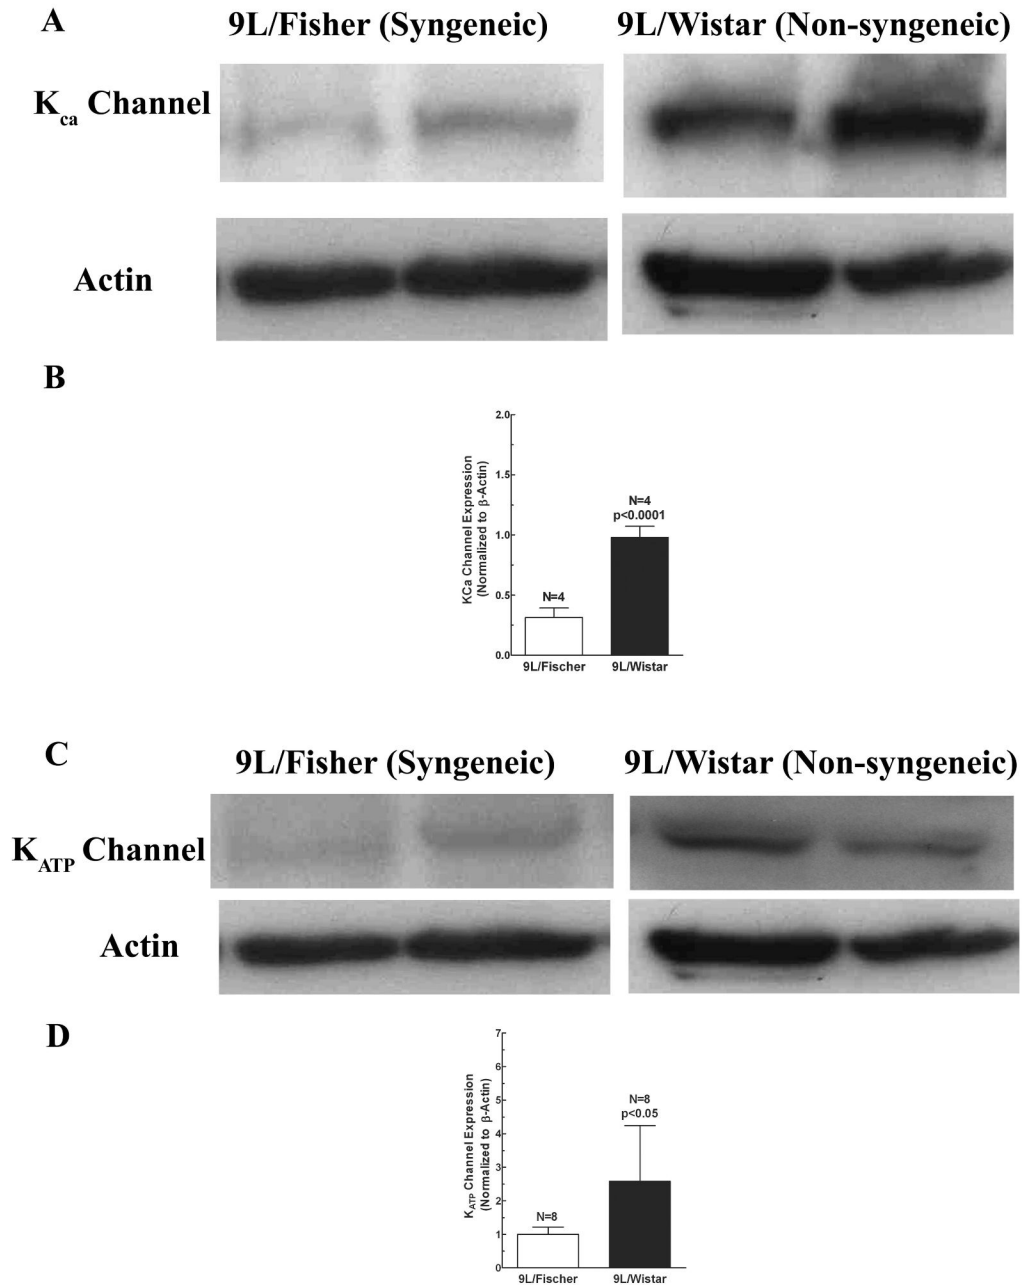 A
9L/Fisher (Syngeneic)
9L/Wistar (Non-syngeneic)
Kca Channel
Actin
B
2.0
1.5
1.0
0.5
0.0
KCa Channel Expression
(Normalized to β-Actin)
N=4
N=4
p<0.0001
9L/Fischer
9L/Wistar
C
9L/Fisher (Syngeneic)
9L/Wistar (Non-syngeneic)
KATP Channel
Actin
D
7
6
5
4
3
2
1
0
KATP Channel Expression
(Normalized to β-Actin)
N=8
N=8
p<0.05
9L/Fischer
9L/Wistar